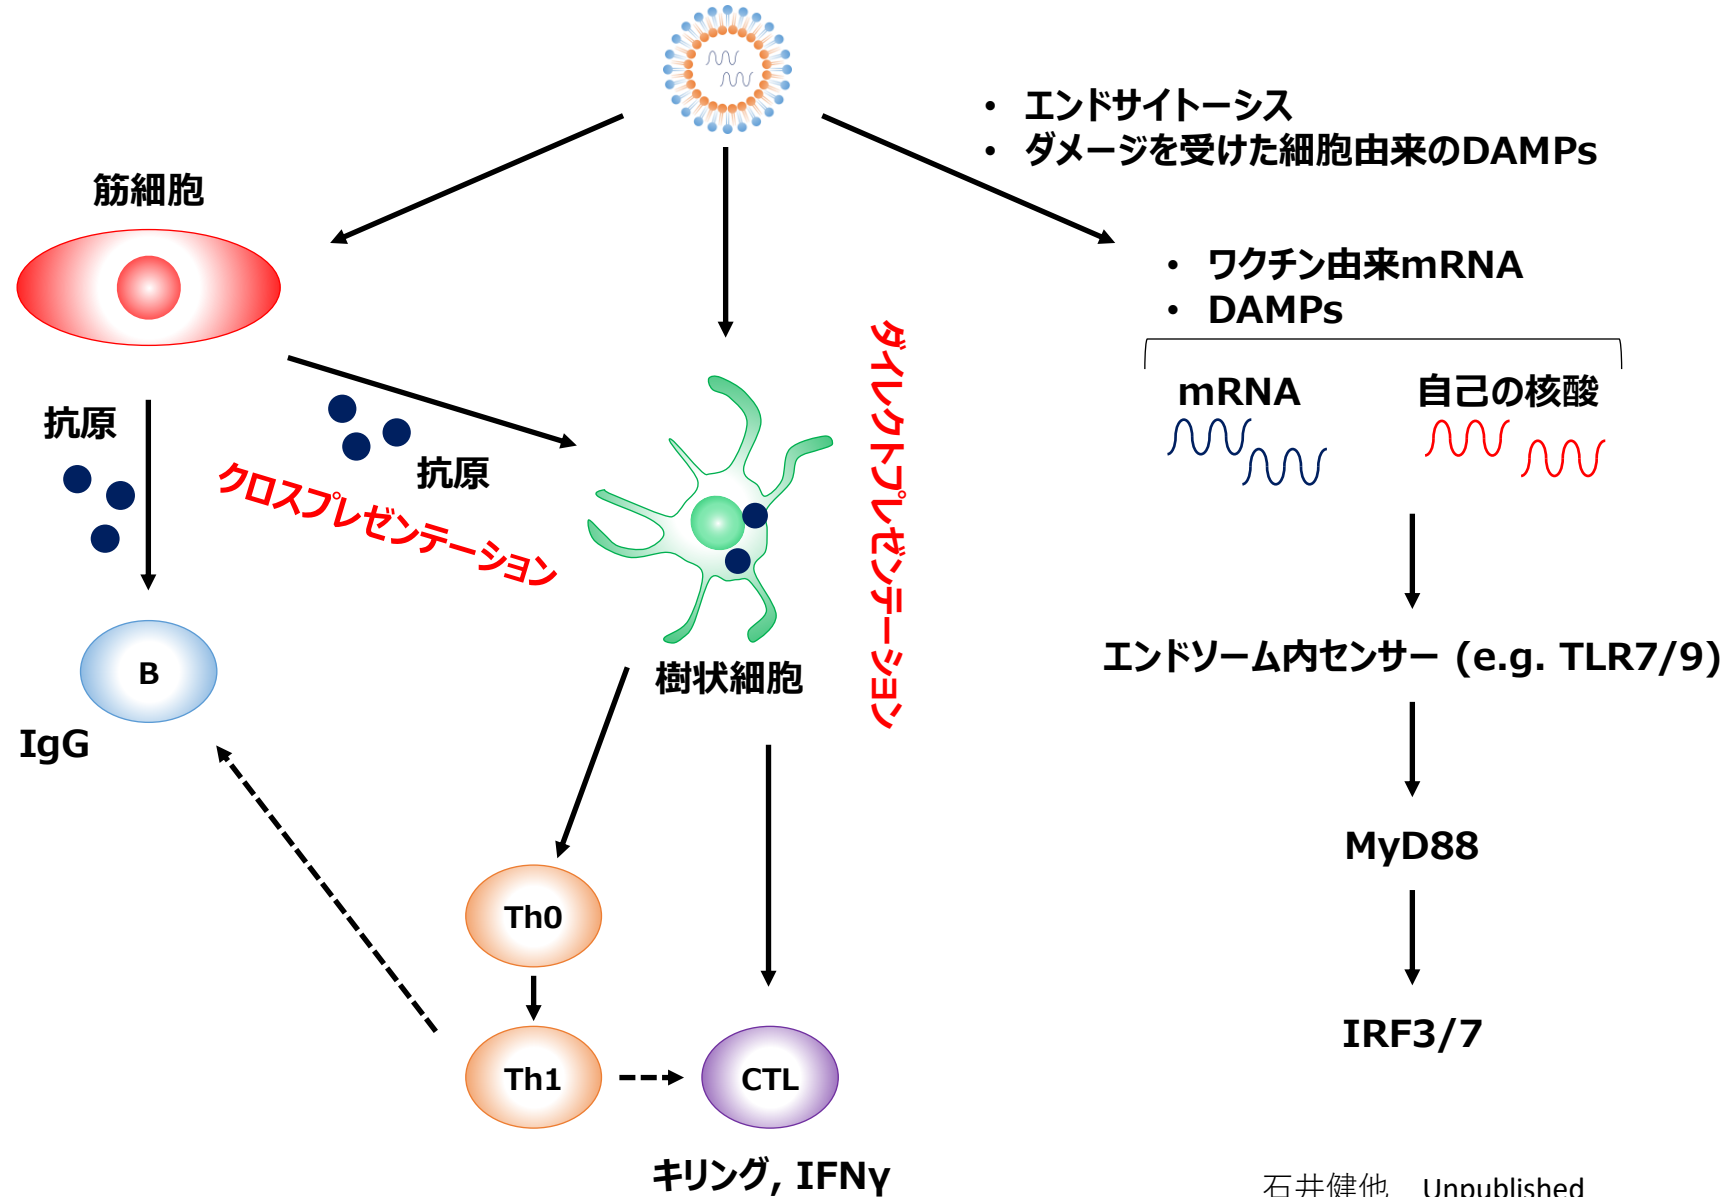 • エンドサイトーシス
• ダメージを受けた細胞由来のDAMPs
筋細胞
• ワクチン由来mRNA
• DAMPs
mRNA
自己の核酸
抗原
抗原
クロスプレゼンテーション
ダイレクトプレゼンテーション
エンドソーム内センサー (e.g. TLR7/9)
B
樹状細胞
IgG
MyD88
Th0
IRF3/7
Th1
CTL
キリング, IFNγ
石井健他 Unpublished